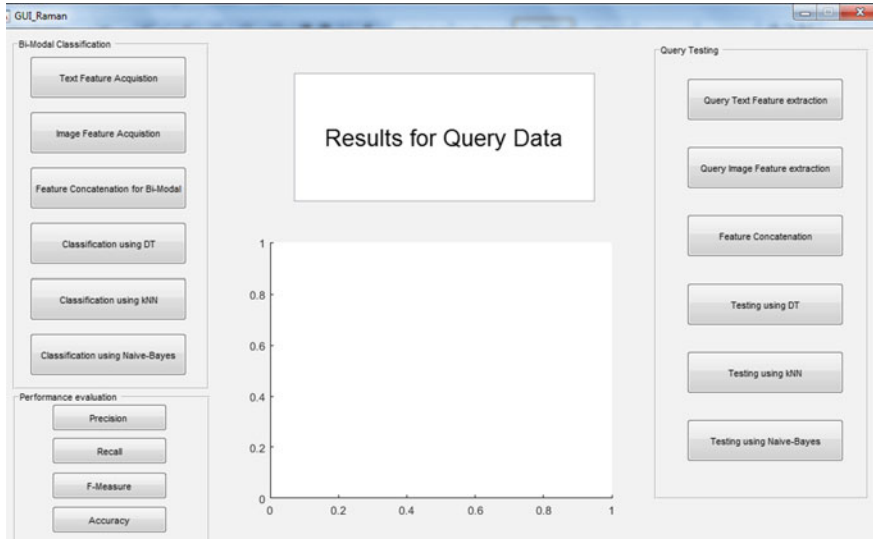 GUI_Raman
Bi-Modal Classification
Text Feature Acquistion
Image Feature Acquistion
Feature Concatenation for Bi-Modal
Classification using DT
Classification using kNN
Classification using Naive-Bayes
Performance evaluation
Precision
Recall
F-Measure
Accuracy
Results for Query Data
1
0.8
0.6
0.4
0.2
0
0 0.2 0.4 0.6 0.8 1
Query Testing
Query Text Feature extraction
Query Image Feature extraction
Feature Concatenation
Testing using DT
Testing using kNN
Testing using Naive-Bayes